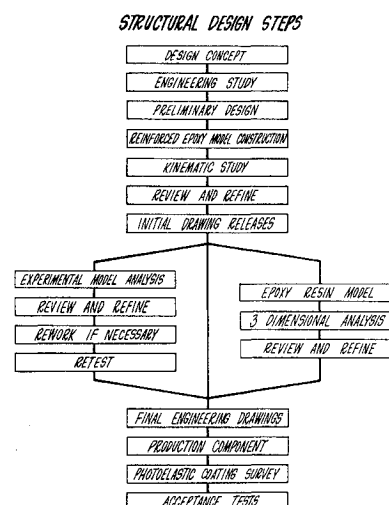 STRUCTURAL DESIGN STEPS
DESIGN CONCEPT
ENGINEERING STUDY
PRELIMINARY DESIGN
REINFORCED EPOXY MODEL CONSTRUCTION
KINEMATIC STUDY
REVIEW AND REFINE
INITIAL DRAWING RELEASES
EXPERIMENTAL MODEL ANALYSIS
REVIEW AND REFINE
REWORK IF NECESSARY
RETEST
EPOXY RESIN MODEL
3 DIMENSIONAL ANALYSIS
REVIEW AND REFINE
FINAL ENGINEERING DRAWINGS
PRODUCTION COMPONENT
PHOTOELASTIC COATING SURVEY
ACCEPTANCE TESTS